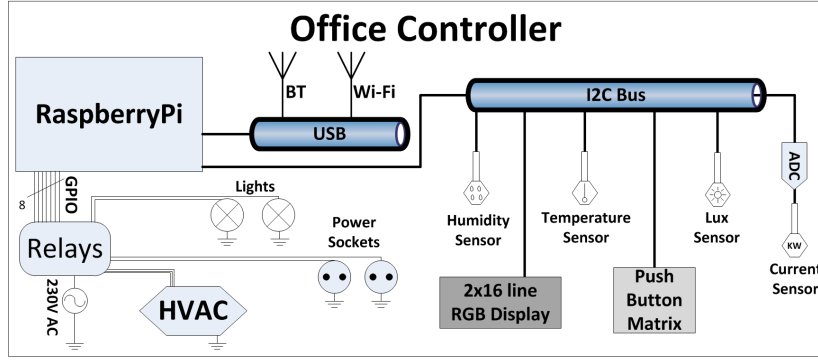 Office Controller
RaspberryPi
BT
Wi-Fi
USB
I2C Bus
GPIO
8
Lights
Relays
Power
Sockets
230V AC
HVAC
Humidity
Sensor
Temperature
Sensor
Lux
Sensor
ADC
KW
Current
Sensor
2x16 line
RGB Display
Push
Button
Matrix